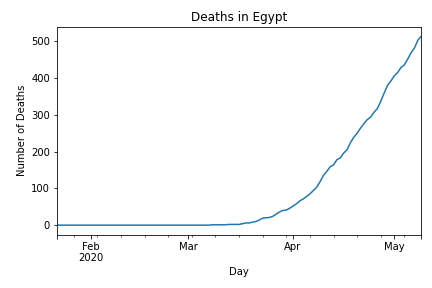 Deaths in Egypt
Number of Deaths
500
400
300
200
100
0
Feb
2020
Mar
Apr
May
Day